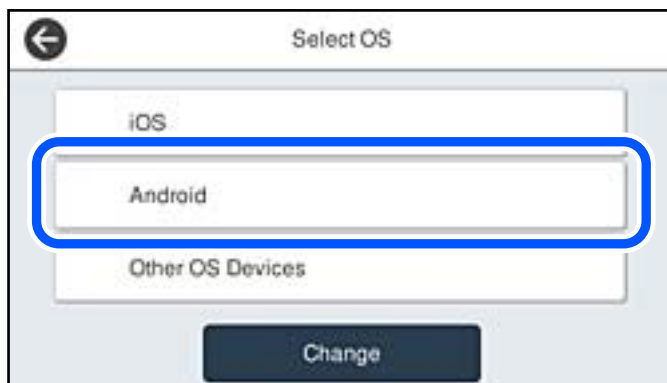 Select OS
iOS
Android
Other OS Devices
Change